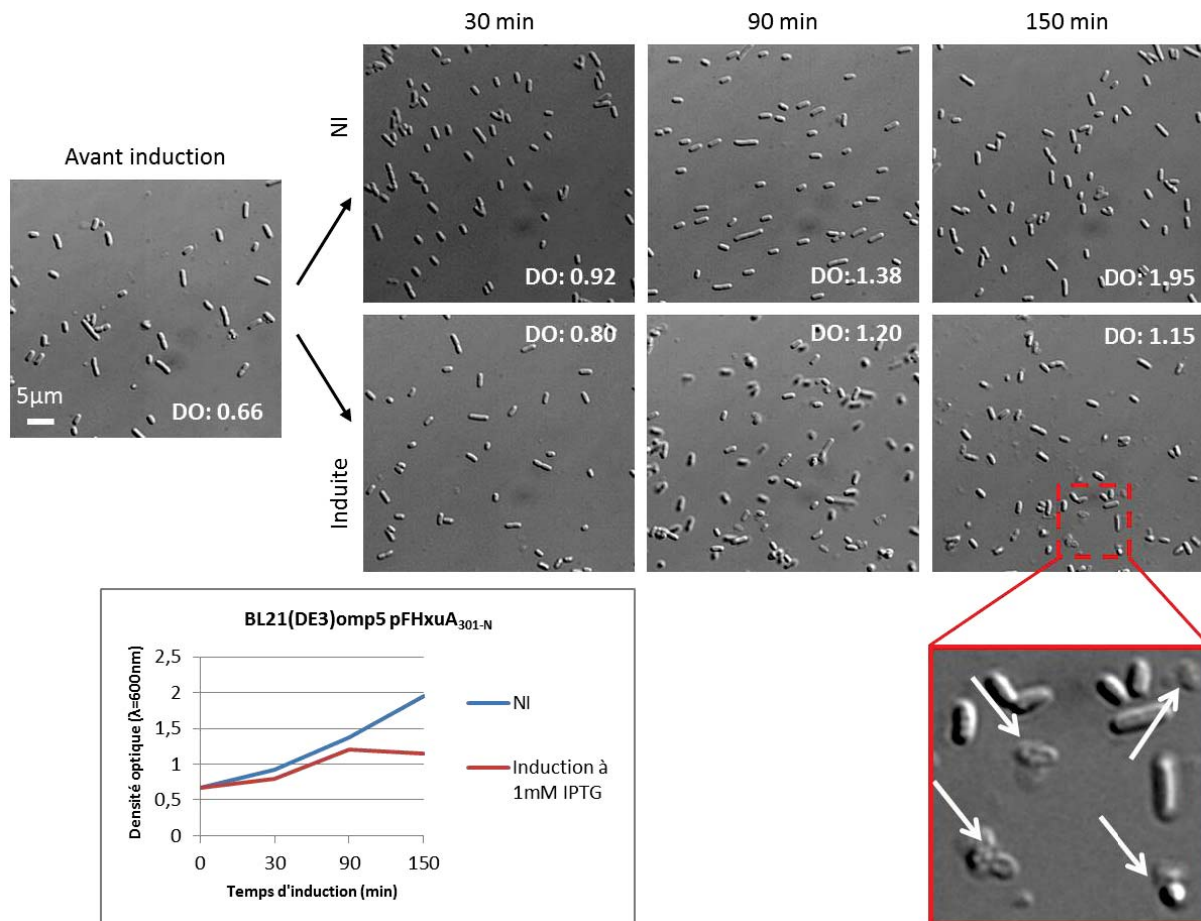 30 min
90 min
150 min
NI
Avant induction
DO: 0.92
DO: 1.38
DO: 1.95
5µm
DO: 0.66
Induite
DO: 0.80
DO: 1.20
DO: 1.15
BL21(DE3)omp5 pFHxuA301-N
Densité optique (λ=600nm)
2,5
2
1,5
1
0,5
0
0
30
90
150
Temps d'induction (min)
NI
Induction à
1mM IPTG